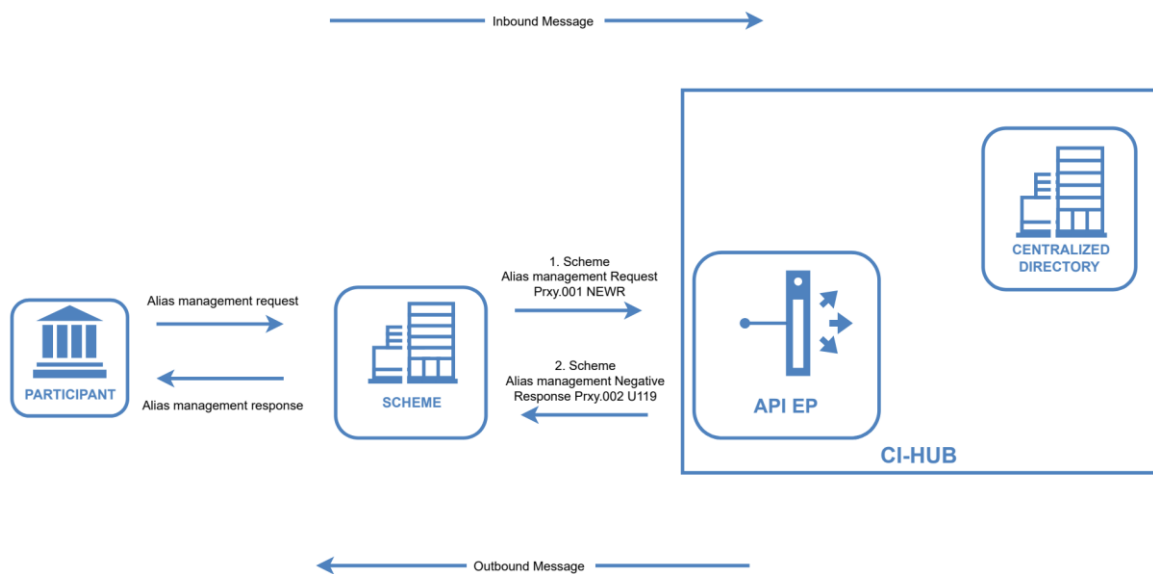 Inbound Message
CENTRALIZED
DIRECTORY
1. Scheme
Alias management Request
Prxy.001 NEWR
Alias management request
PARTICIPANT
Alias management response
SCHEME
2. Scheme
Alias management Negative
Response Prxy.002 U119
API EP
CI-HUB
Outbound Message